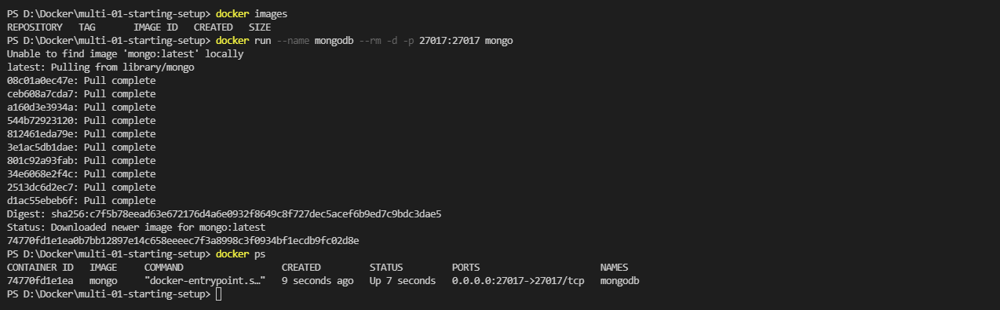 PS D:\Docker\multi-01-starting-setup> docker images
REPOSITORY   TAG       IMAGE ID   CREATED   SIZE
PS D:\Docker\multi-01-starting-setup> docker run --name mongodb --rm -d -p 27017:27017 mongo
Unable to find image 'mongo:latest' locally
latest: Pulling from library/mongo
08c01a0ec47e: Pull complete
ceb608a7cda7: Pull complete
a160d3e3934a: Pull complete
544b72923120: Pull complete
812461eda79e: Pull complete
3e1ac5db1dae: Pull complete
801c92a93fab: Pull complete
34e6068e2f4c: Pull complete
2513dc6d2ec7: Pull complete
d1ac55ebeb6f: Pull complete
Digest: sha256:c7f5b78eead63e672176d4a6e0932f8649c8f727dec5acef6b9ed7c9bdc3dae5
Status: Downloaded newer image for mongo:latest
74770fd1e1ea0b7bb12897e14c658eeeec7f3a8998c3f0934bf1ecdb9fc02d8e
PS D:\Docker\multi-01-starting-setup> docker ps
CONTAINER ID   IMAGE     COMMAND                  CREATED         STATUS         PORTS                      NAMES
74770fd1e1ea   mongo     "docker-entrypoint.s…"   9 seconds ago   Up 7 seconds   0.0.0.0:27017->27017/tcp   mongodb
PS D:\Docker\multi-01-starting-setup>